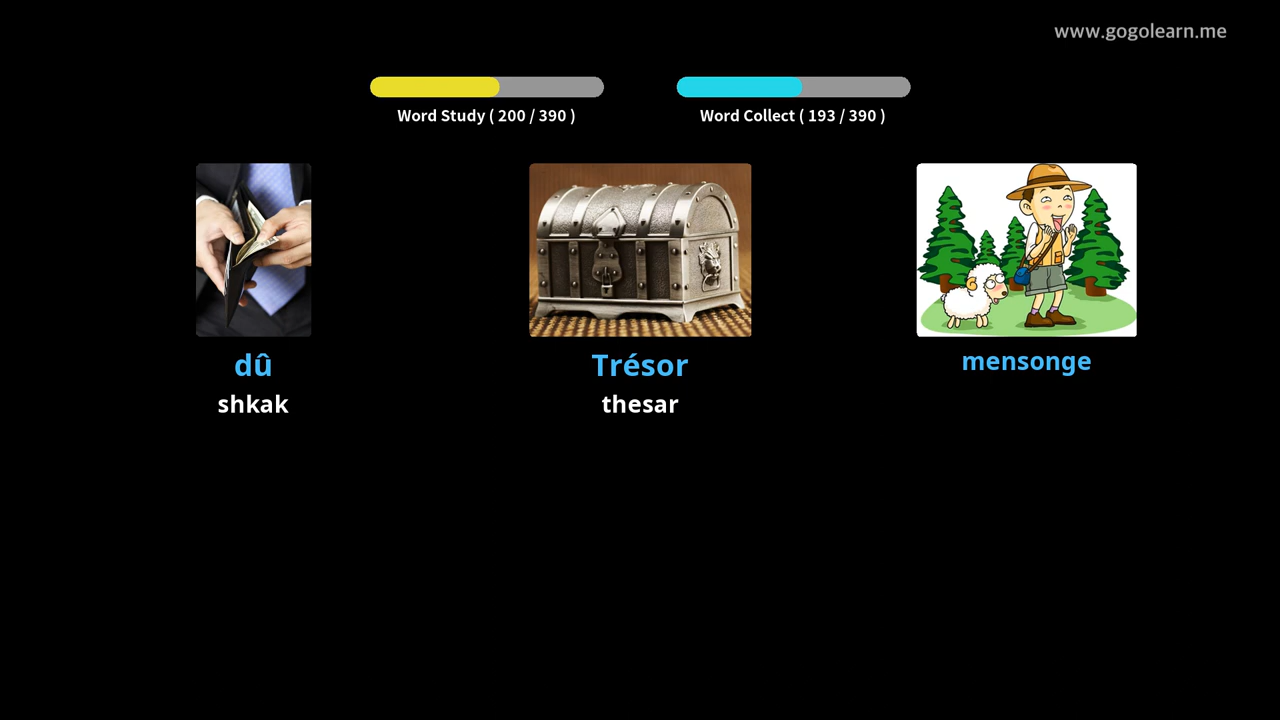 www.gogolearn.me
Word Study ( 200 / 390 )
Word Collect ( 193 / 390 )
dû
shkak
Trésor
thesar
mensonge